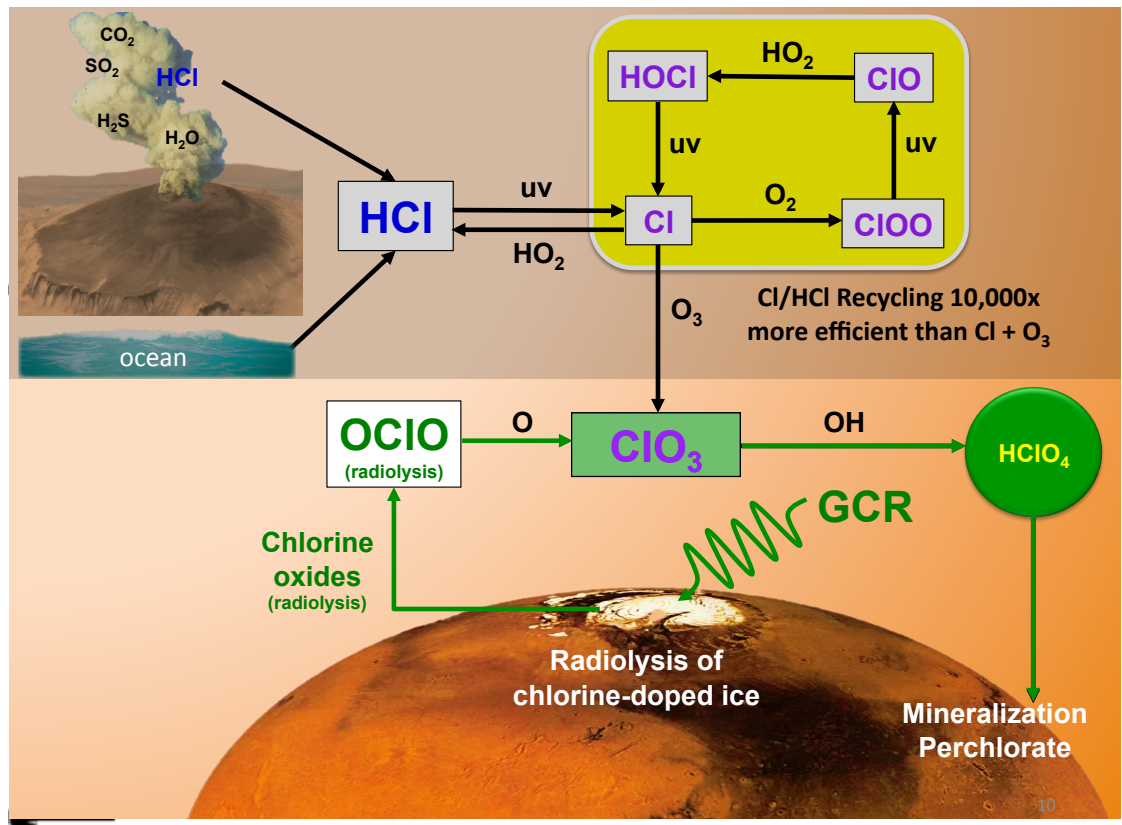 CO₂
SO₂
HCl
H₂S
H₂O
ocean
HCl
uv
HO₂
HOCl
HO₂
ClO
uv
uv
Cl
O₂
ClOO
O₃
Cl/HCl Recycling 10,000x
more efficient than Cl + O₃
OClO
(radiolysis)
O
ClO₃
OH
HClO₄
GCR
Chlorine
oxides
(radiolysis)
Radiolysis of
chlorine-doped ice
Mineralization
Perchlorate
10